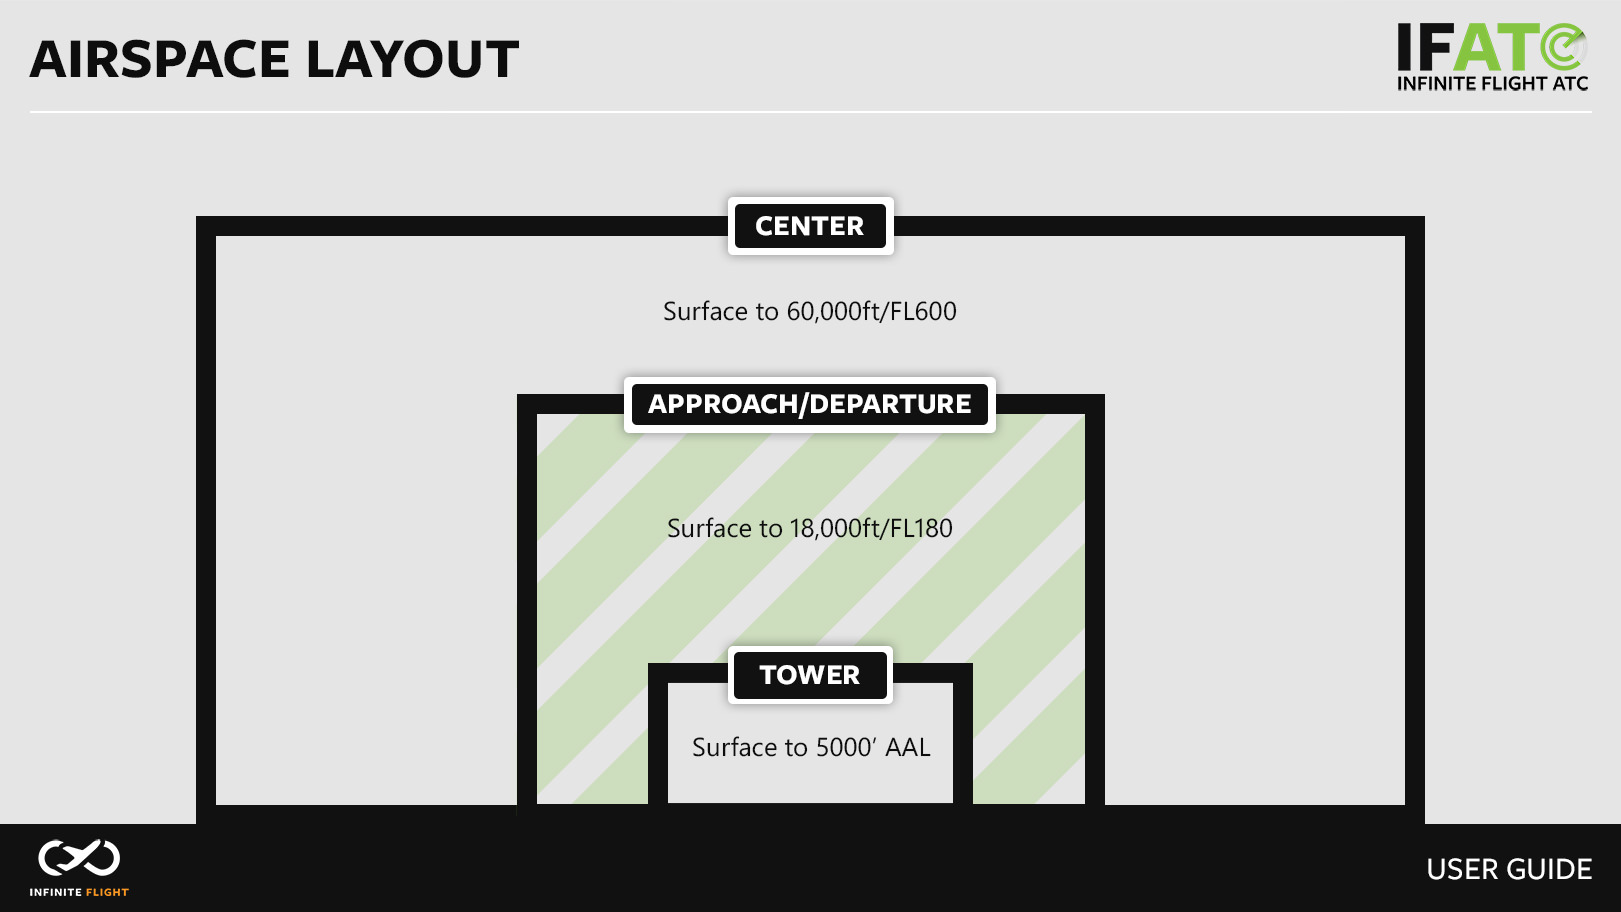 AIRSPACE LAYOUT
IFATC
INFINITE FLIGHT ATC
CENTER
Surface to 60,000ft/FL600
APPROACH/DEPARTURE
Surface to 18,000ft/FL180
TOWER
Surface to 5000’ AAL
INFINITE FLIGHT
USER GUIDE